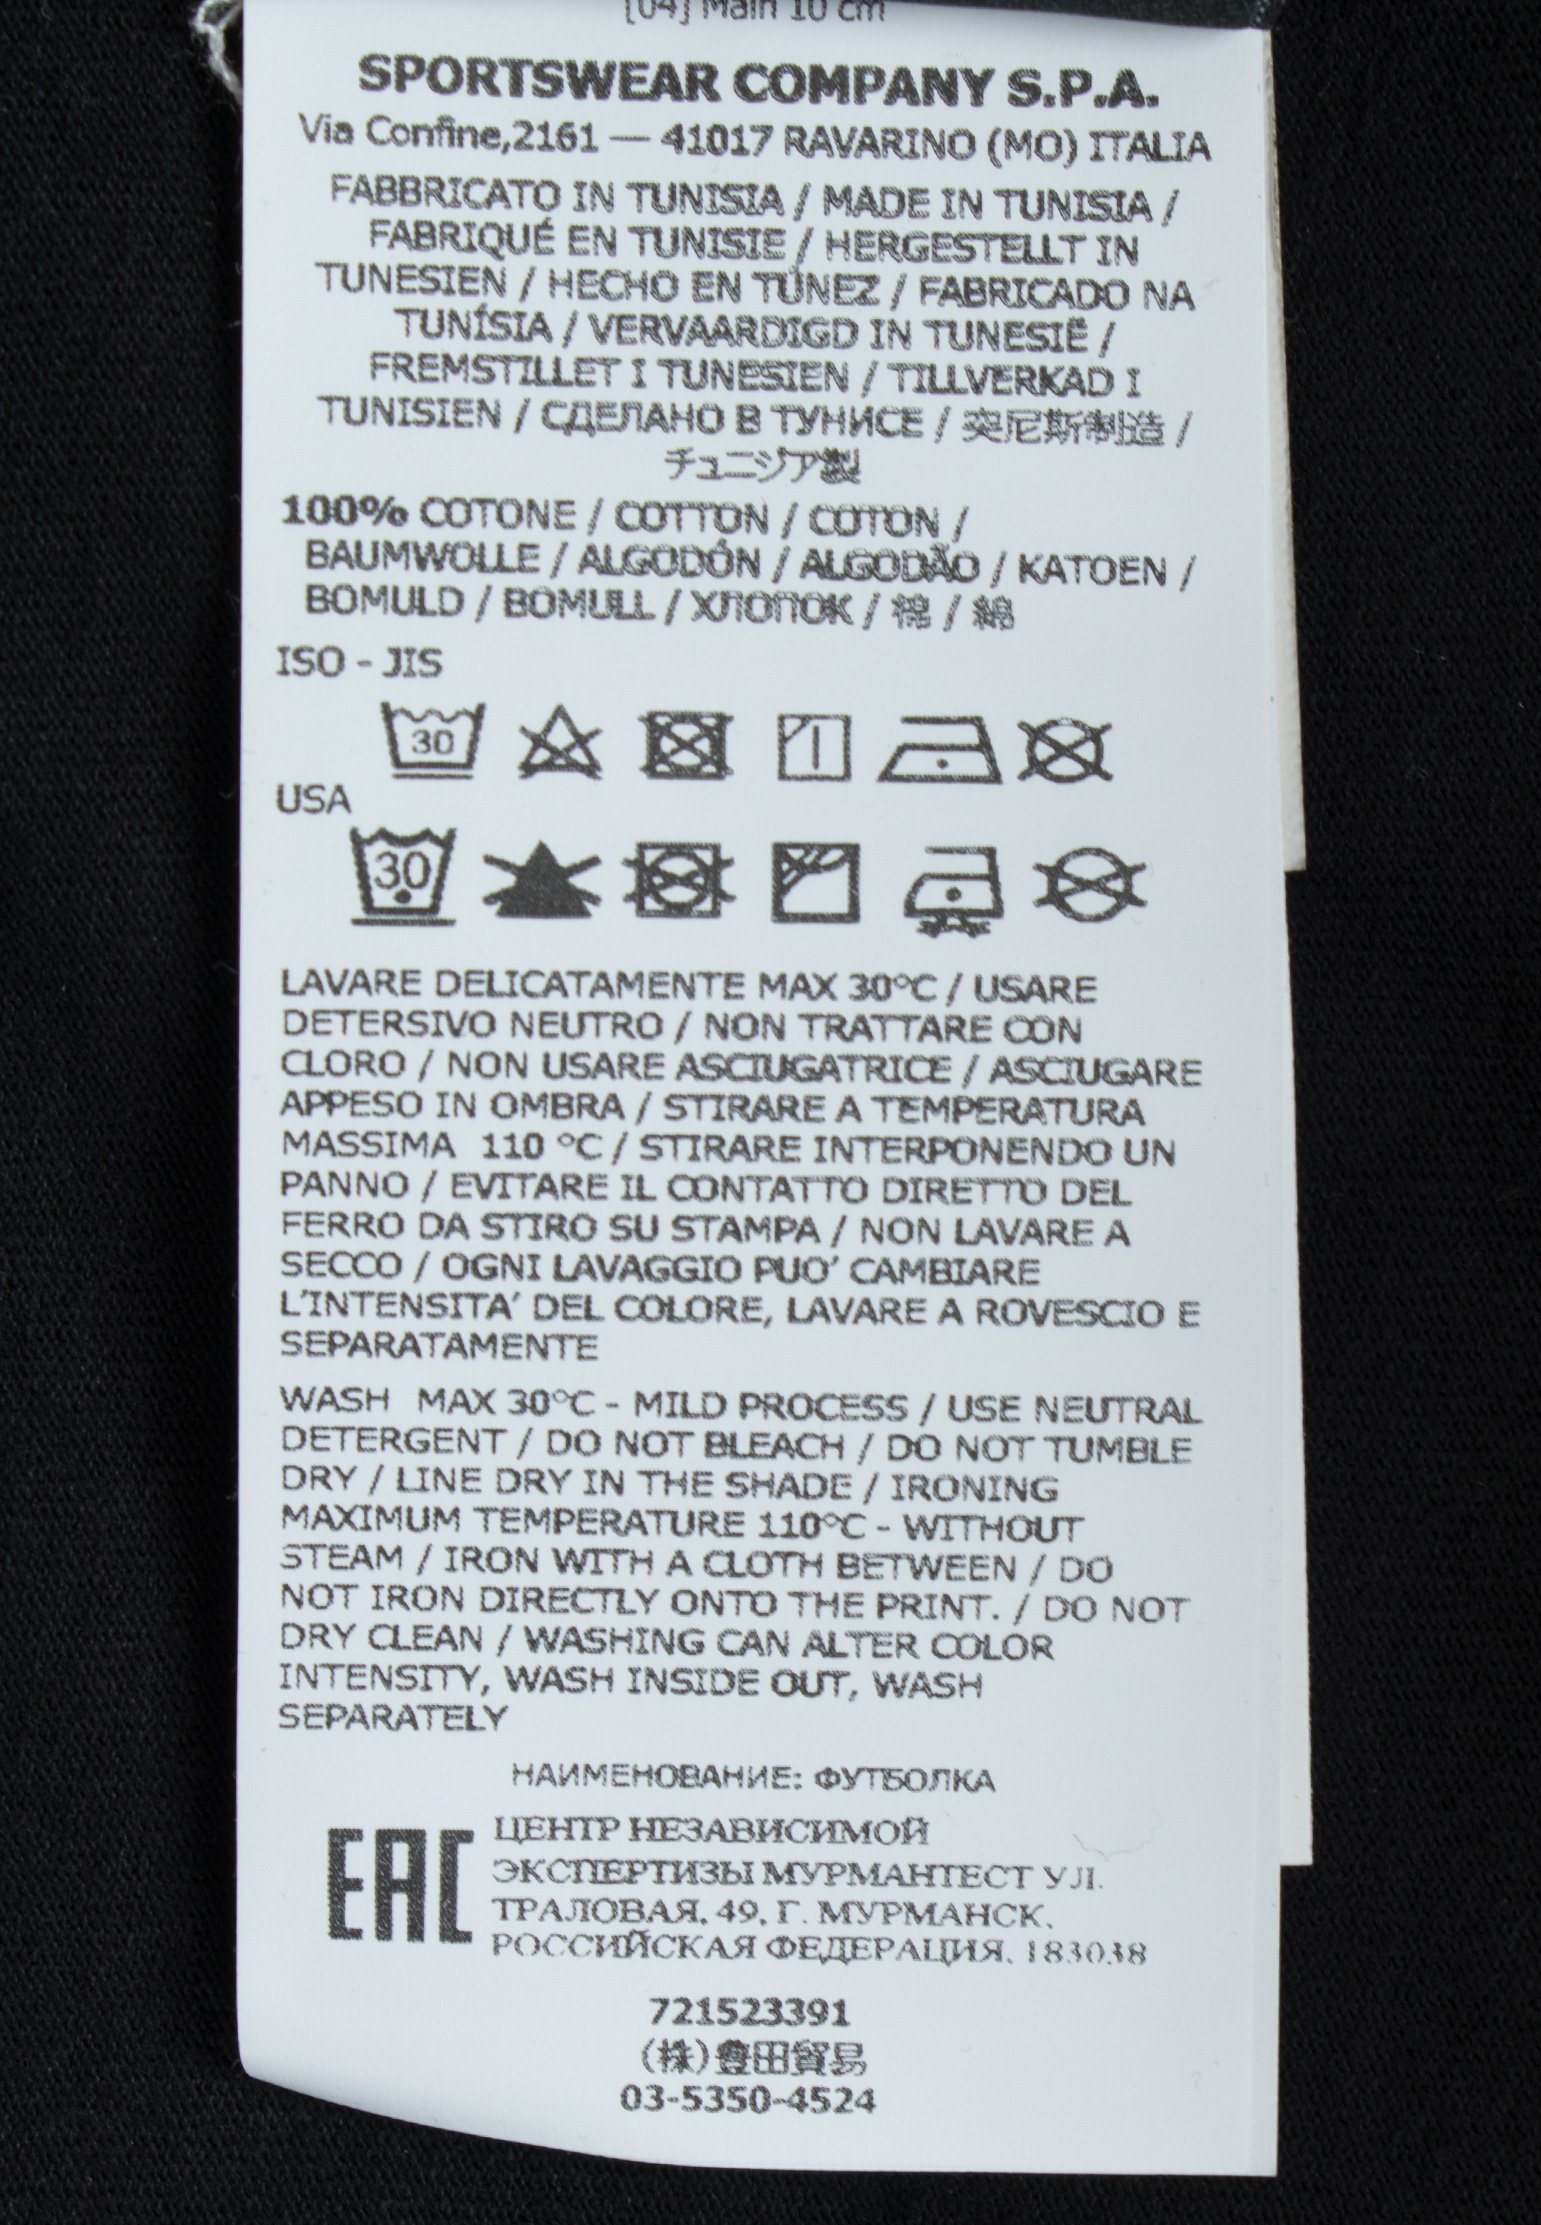 [04] Main 10 cm
SPORTSWEAR COMPANY S.P.A.
Via Confine,2161 — 41017 RAVARINO (MO) ITALIA
FABBRICATO IN TUNISIA / MADE IN TUNISIA /
FABRIQUÉ EN TUNISIE / HERGESTELLT IN
TUNESIEN / HECHO EN TÚNEZ / FABRICADO NA
TUNÍSIA / VERVAARDIGD IN TUNESIË /
FREMSTILLET I TUNESIEN / TILLVERKAD I
TUNISIEN / СДЕЛАНО В ТУНИСЕ / 突尼斯制造 /
チュニジア製
100% COTONE / COTTON / COTON /
BAUMWOLLE / ALGODÓN / ALGODÃO / KATOEN /
BOMULD / BOMULL / ХЛОПОК / 棉 / 綿
ISO - JIS
30
USA
30
LAVARE DELICATAMENTE MAX 30°C / USARE
DETERSIVO NEUTRO / NON TRATTARE CON
CLORO / NON USARE ASCIUGATRICE / ASCIUGARE
APPESO IN OMBRA / STIRARE A TEMPERATURA
MASSIMA 110 °C / STIRARE INTERPONENDO UN
PANNO / EVITARE IL CONTATTO DIRETTO DEL
FERRO DA STIRO SU STAMPA / NON LAVARE A
SECCO / OGNI LAVAGGIO PUO' CAMBIARE
L'INTENSITA' DEL COLORE, LAVARE A ROVESCIO E
SEPARATAMENTE
WASH MAX 30°C - MILD PROCESS / USE NEUTRAL
DETERGENT / DO NOT BLEACH / DO NOT TUMBLE
DRY / LINE DRY IN THE SHADE / IRONING
MAXIMUM TEMPERATURE 110°C - WITHOUT
STEAM / IRON WITH A CLOTH BETWEEN / DO
NOT IRON DIRECTLY ONTO THE PRINT. / DO NOT
DRY CLEAN / WASHING CAN ALTER COLOR
INTENSITY, WASH INSIDE OUT, WASH
SEPARATELY
НАИМЕНОВАНИЕ: ФУТБОЛКА
EAC
ЦЕНТР НЕЗАВИСИМОЙ
ЭКСПЕРТИЗЫ МУРМАНТЕСТ УЛ.
ТРАЛОВАЯ, 49, Г. МУРМАНСК,
РОССИЙСКАЯ ФЕДЕРАЦИЯ, 183038
721523391
(株)豊田貿易
03-5350-4524